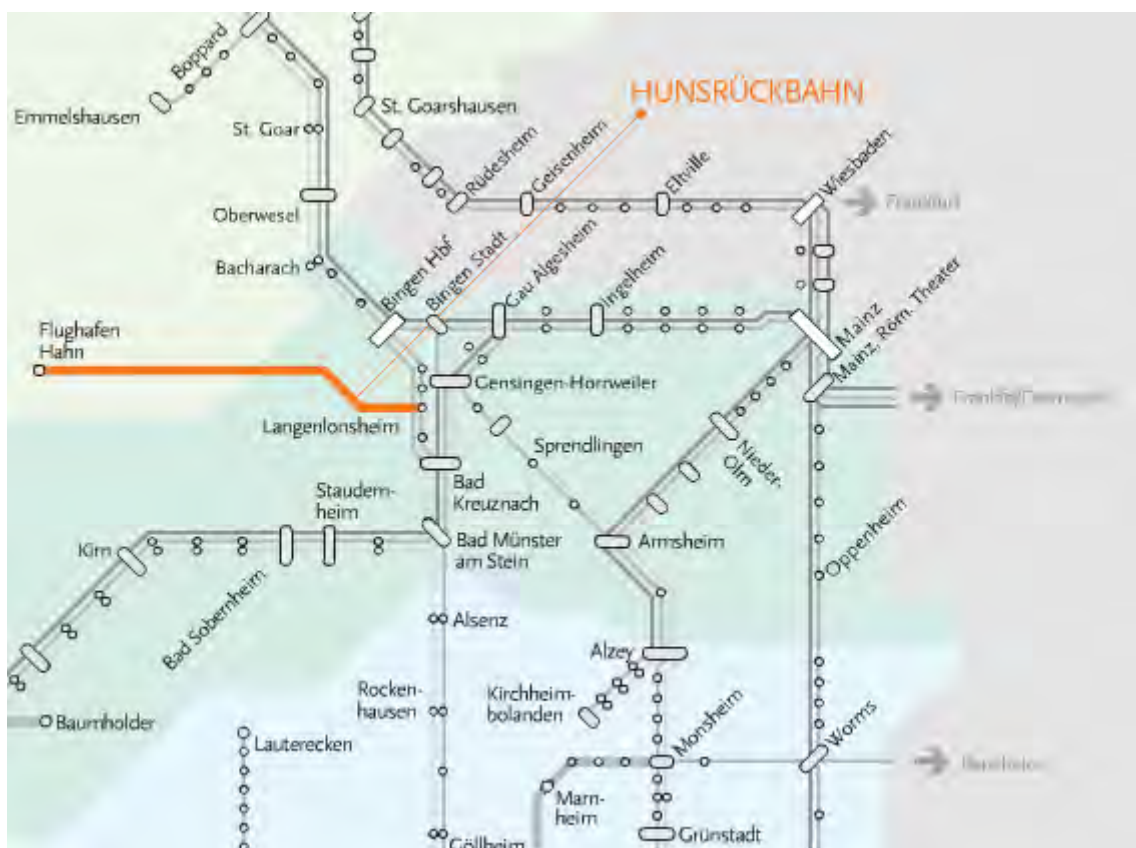 Boppard
Emmelshausen
St. Goarshausen
HUNSRÜCKBAHN
St. Goar
Rüdesheim
Geisenheim
Eltville
Wiesbaden
Frankfurt
Oberwesel
Bacharach
Bingen Hbf
Bingen Stadt
Gau Algesheim
Ingelheim
Mainz
Mainz, Röm. Theater
Flughafen
Hahn
Gensingen-Horrweiler
Langenlonsheim
Sprendlingen
Nieder-
Olm
Bad
Kreuznach
Staudern-
heim
Kirn
Bad Münster
am Stein
Armsheim
Oppenheim
Bad Sobernheim
Alsenz
Alzey
Rocken-
hausen
Kirchheim-
bolanden
Monsheim
Worms
Baumholder
Lauterecken
Marn-
heim
Göllheim
Grünstadt